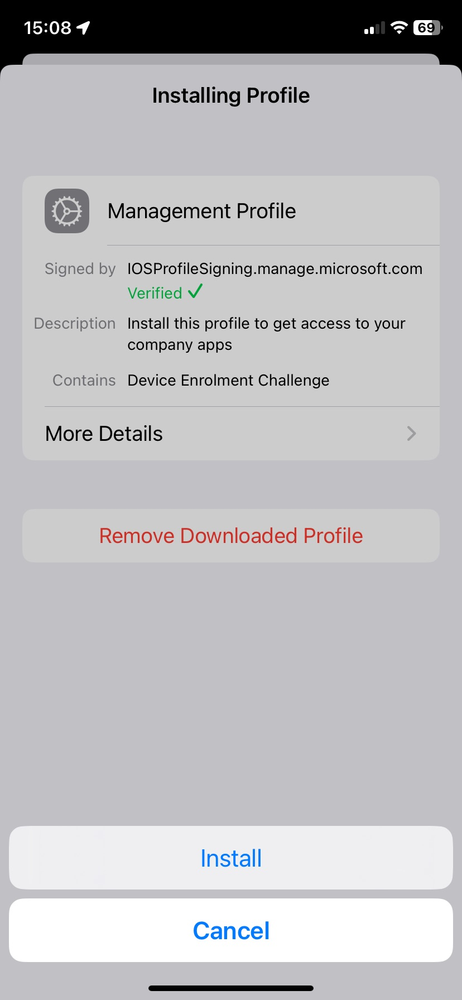 15:08
69
Installing Profile
Management Profile
Signed by IOSProfileSigning.manage.microsoft.com
Verified ✓
Description Install this profile to get access to your
company apps
Contains Device Enrolment Challenge
More Details
Remove Downloaded Profile
Install
Cancel